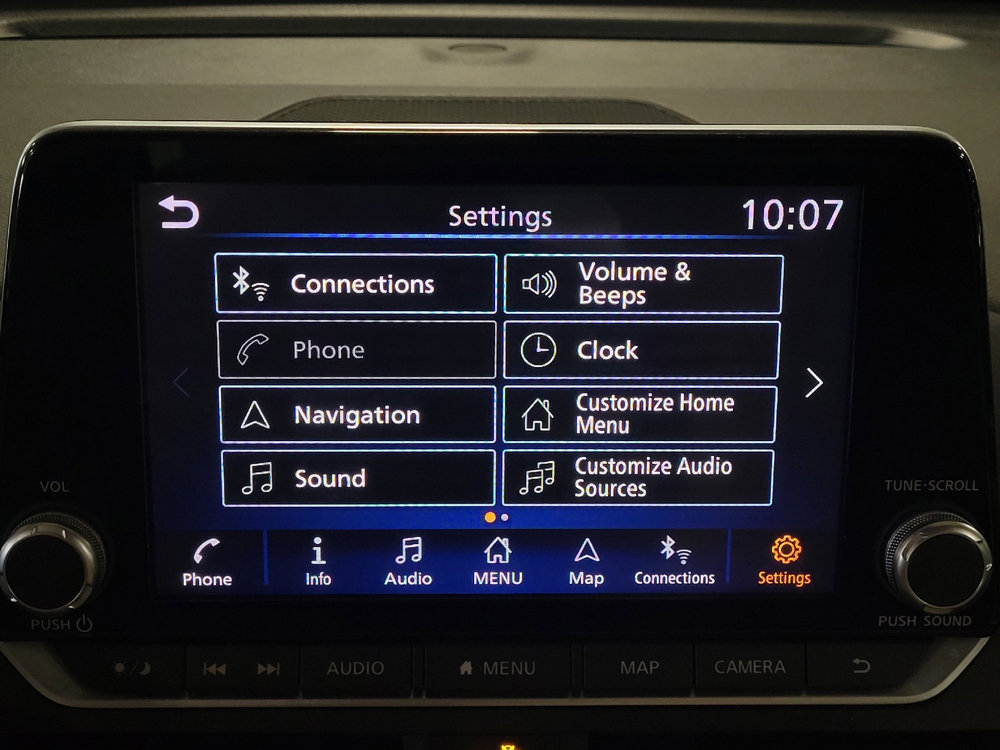 Settings
10:07
Connections
Volume &
Beeps
Phone
Clock
Navigation
Customize Home
Menu
Sound
Customize Audio
Sources
VOL
TUNE·SCROLL
Phone
Info
Audio
MENU
Map
Connections
Settings
PUSH
PUSH SOUND
AUDIO
MENU
MAP
CAMERA